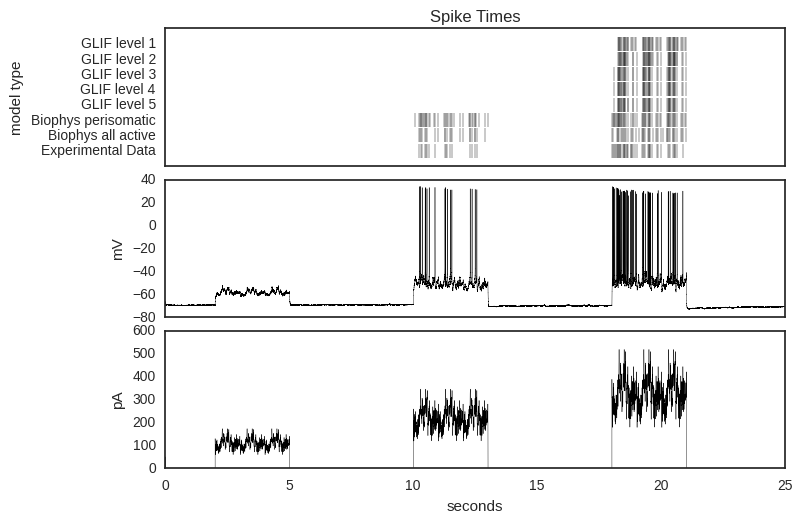 Spike Times
model type
GLIF level 1
GLIF level 2
GLIF level 3
GLIF level 4
GLIF level 5
Biophys perisomatic
Biophys all active
Experimental Data
mV
40
20
0
−20
−40
−60
−80
pA
600
500
400
300
200
100
0
0 5 10 15 20 25
seconds